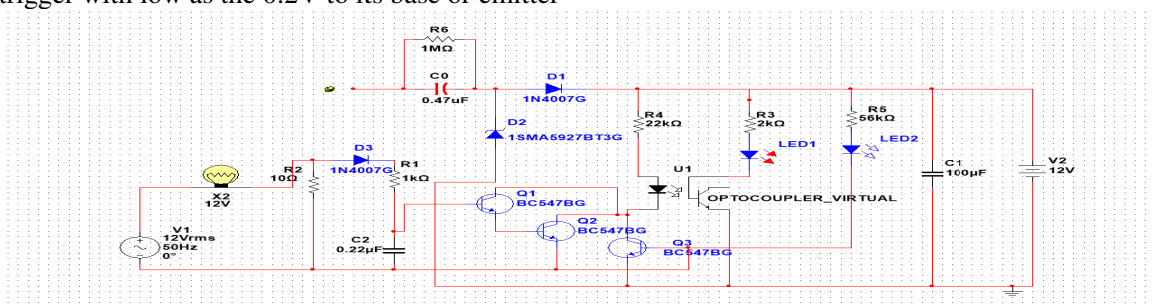 trigger with low as the 0.2V to its base or emitter
R6
1MΩ
C0
0.47uF
D1
1N4007G
D2
1SMA5927BT3G
R4
22kΩ
R3
2kΩ
LED1
R5
56kΩ
LED2
C1
100µF
V2
12V
U1
OPTOCOUPLER_VIRTUAL
D3
1N4007G
R2
10Ω
R1
1kΩ
X2
12V
V1
12Vrms
50Hz
0°
C2
0.22µF
Q1
BC547BG
Q2
BC547BG
Q3
BC547BG